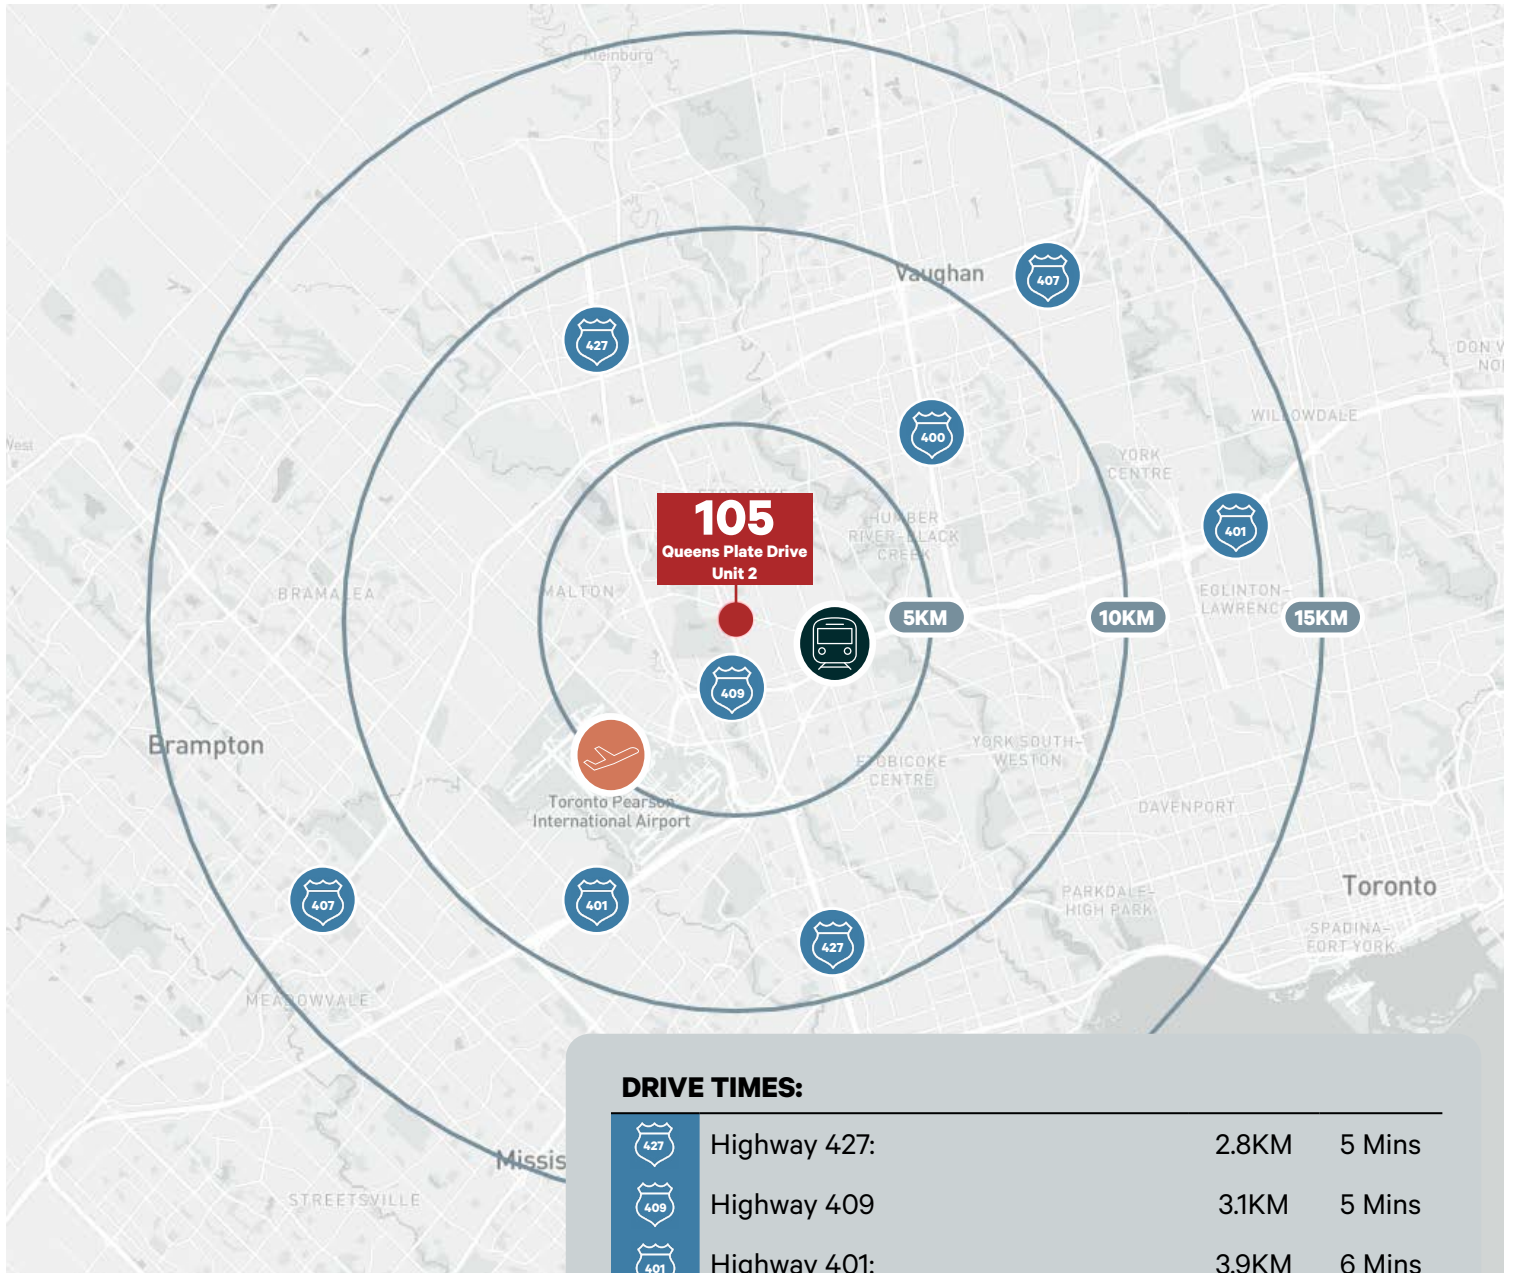 Kleinburg
Vaughan
407
427
DON V
NO
WILLOWDALE
West
400
YORK
CENTRE
ETOBICOKE
105
Queens Plate Drive
Unit 2
HUMBER
RIVER-BLACK
CREEK
401
BRAMALEA
MALTON
EGLINTON-
LAWRENCE
5KM
10KM
15KM
409
Brampton
YORK SOUTH-
WESTON
ETOBICOKE
CENTRE
Toronto Pearson
International Airport
DAVENPORT
407
401
PARKDALE-
HIGH PARK
Toronto
427
SPADINA-
FORT YORK
MEADOWVALE
DRIVE TIMES:
427 Highway 427: 2.8KM 5 Mins
Missis
STREETSVILLE
409 Highway 409 3.1KM 5 Mins
401 Highway 401: 3.9KM 6 Mins